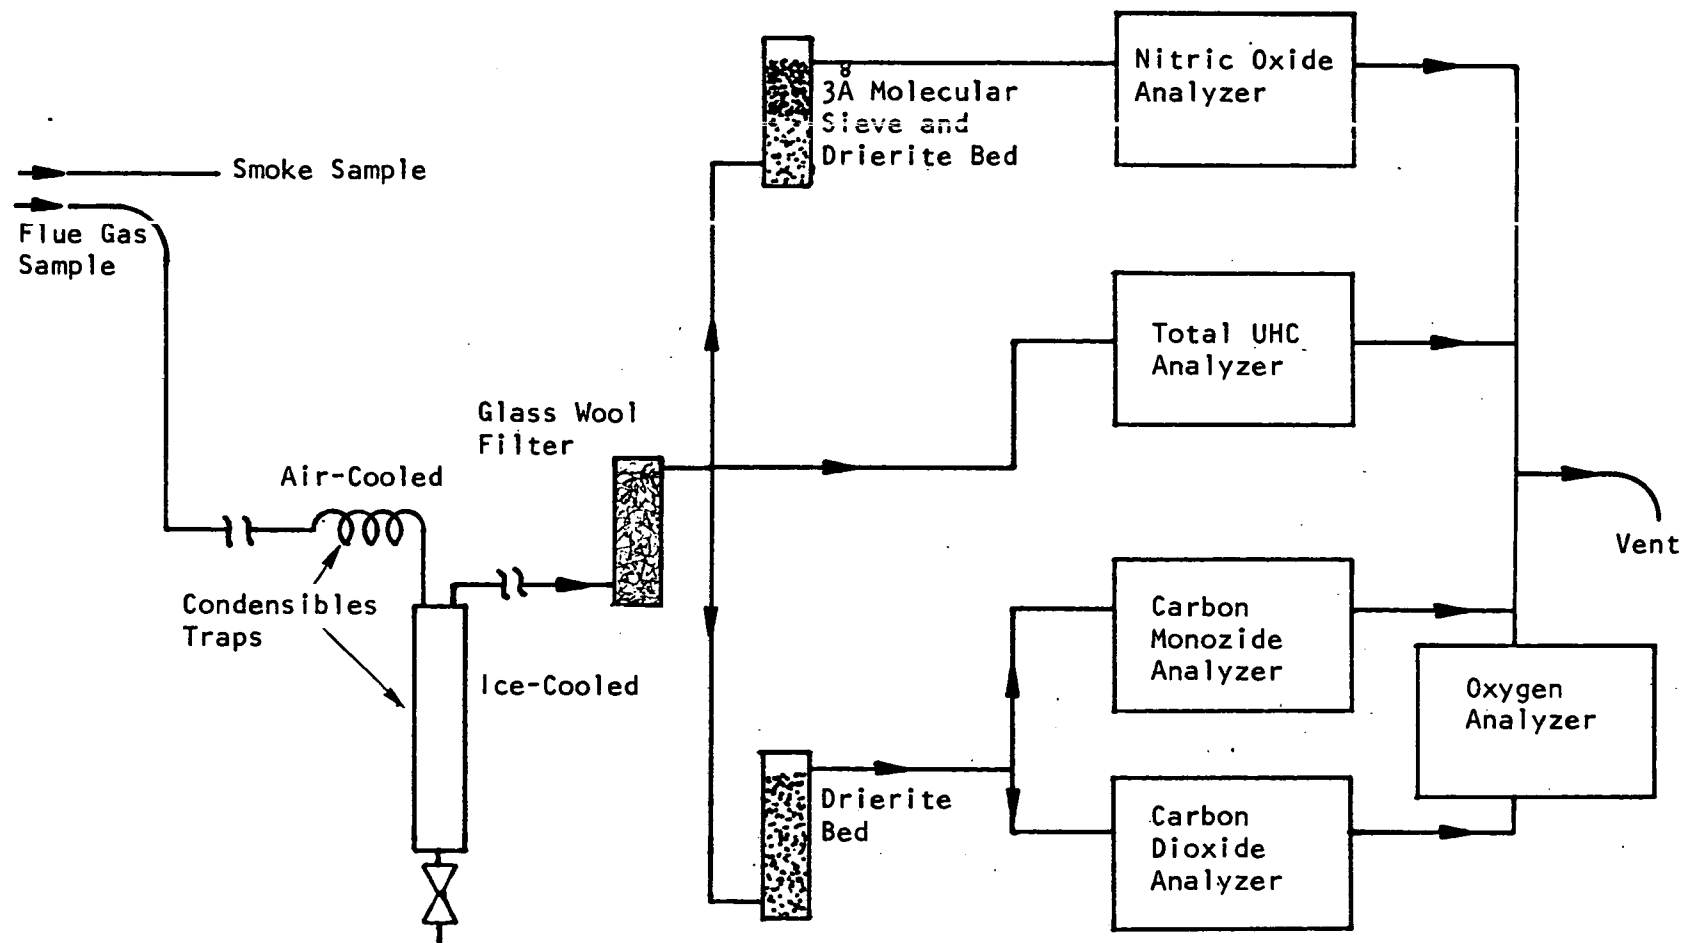 Nitric Oxide
Analyzer
3Å Molecular
Sieve and
Drierite Bed
Smoke Sample
Flue Gas
Sample
Total UHC
Analyzer
Glass Wool
Filter
Air-Cooled
Vent
Condensibles
Traps
Carbon
Monozide
Analyzer
Ice-Cooled
Oxygen
Analyzer
Drierite
Bed
Carbon
Dioxide
Analyzer